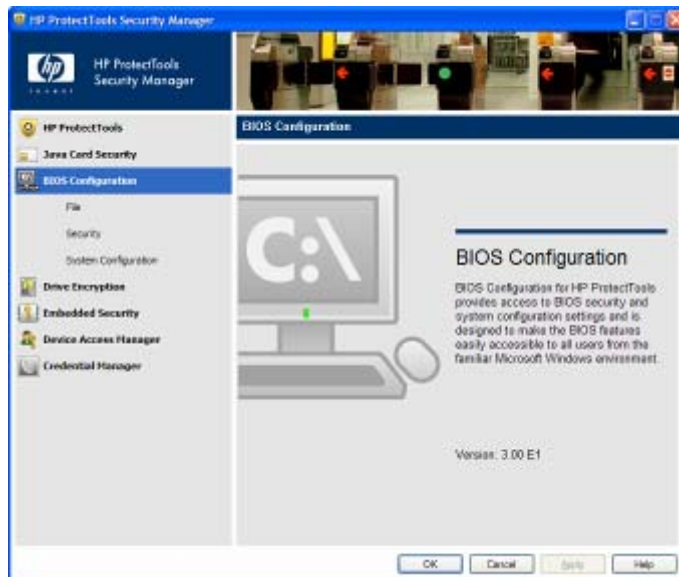 HP ProtectTools Security Manager
hp
invent
HP ProtectTools
Security Manager
HP ProtectTools
Java Card Security
BIOS Configuration
File
Security
System Configuration
Drive Encryption
Embedded Security
Device Access Manager
Credential Manager
BIOS Configuration
C:\
BIOS Configuration
BIOS Configuration for HP ProtectTools
provides access to BIOS security and
system configuration settings and is
designed to make the BIOS features
easily accessible to all users from the
familiar Microsoft Windows environment.
Version: 3.00 E1
OK
Cancel
Apply
Help